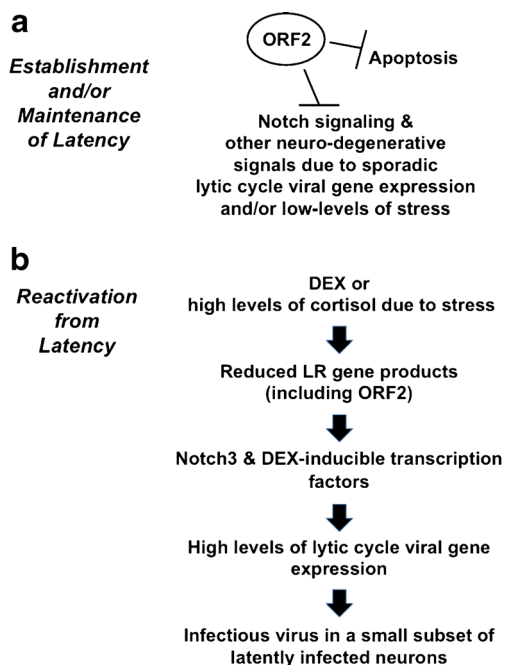 a
Establishment
and/or
Maintenance
of Latency
ORF2
Apoptosis
Notch signaling &
other neuro-degenerative
signals due to sporadic
lytic cycle viral gene expression
and/or low-levels of stress
b
Reactivation
from
Latency
DEX or
high levels of cortisol due to stress
Reduced LR gene products
(including ORF2)
Notch3 & DEX-inducible transcription
factors
High levels of lytic cycle viral gene
expression
Infectious virus in a small subset of
latently infected neurons